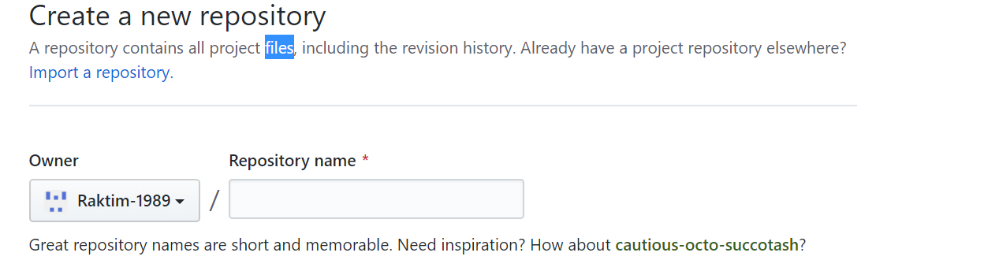 Create a new repository
A repository contains all project files, including the revision history. Already have a project repository elsewhere?
Import a repository.
Owner
Repository name *
Raktim-1989
/
Great repository names are short and memorable. Need inspiration? How about cautious-octo-succotash?